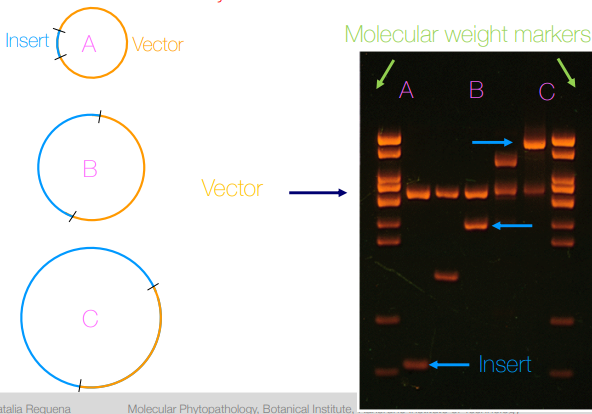 Insert
A
Vector
B
C
Vector
Molecular weight markers
A
B
C
Insert
atalia Requena
Molecular Phytopathology, Botanical Institute,